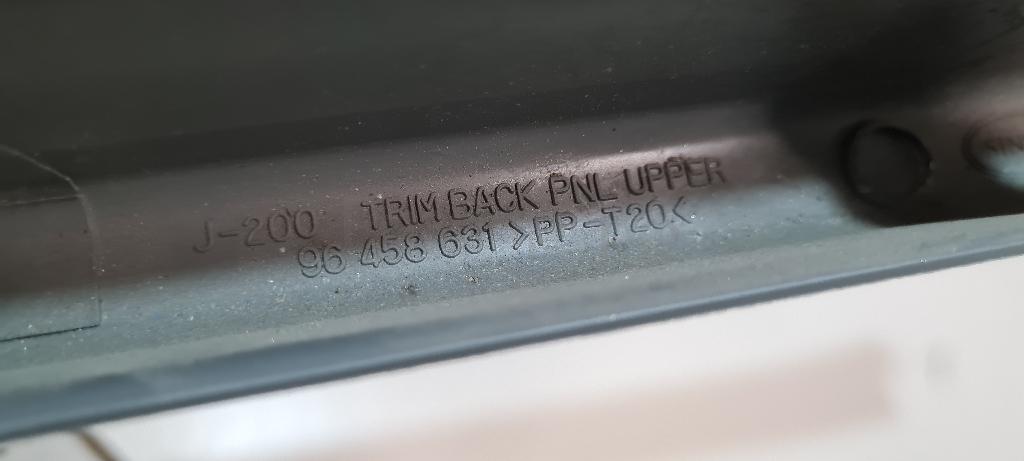 J-200 TRIM BACK PNL UPPER
96 458 631 >PP-T20<